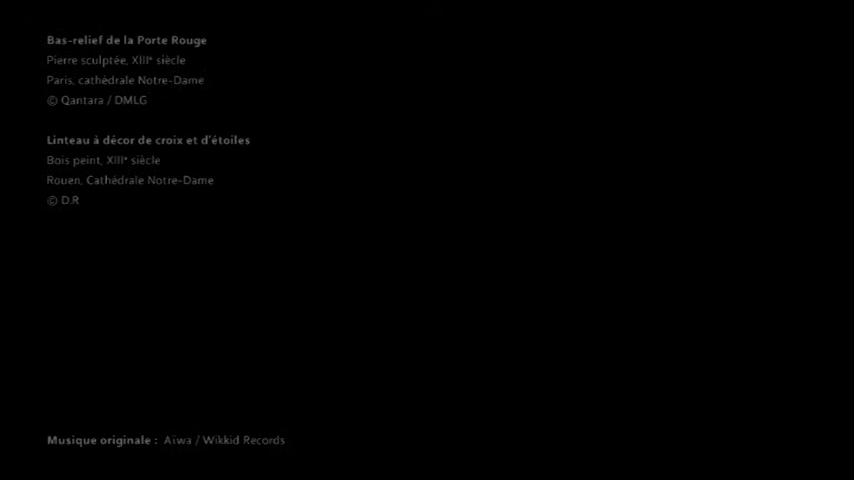 Bas-relief de la Porte Rouge
Pierre sculptée, XIIIᵉ siècle
Paris, cathédrale Notre-Dame
© Qantara / DMLG
Linteau à décor de croix et d'étoiles
Bois peint, XIIIᵉ siècle
Rouen, Cathédrale Notre-Dame
© D.R
Musique originale : Aïwa / Wikkid Records